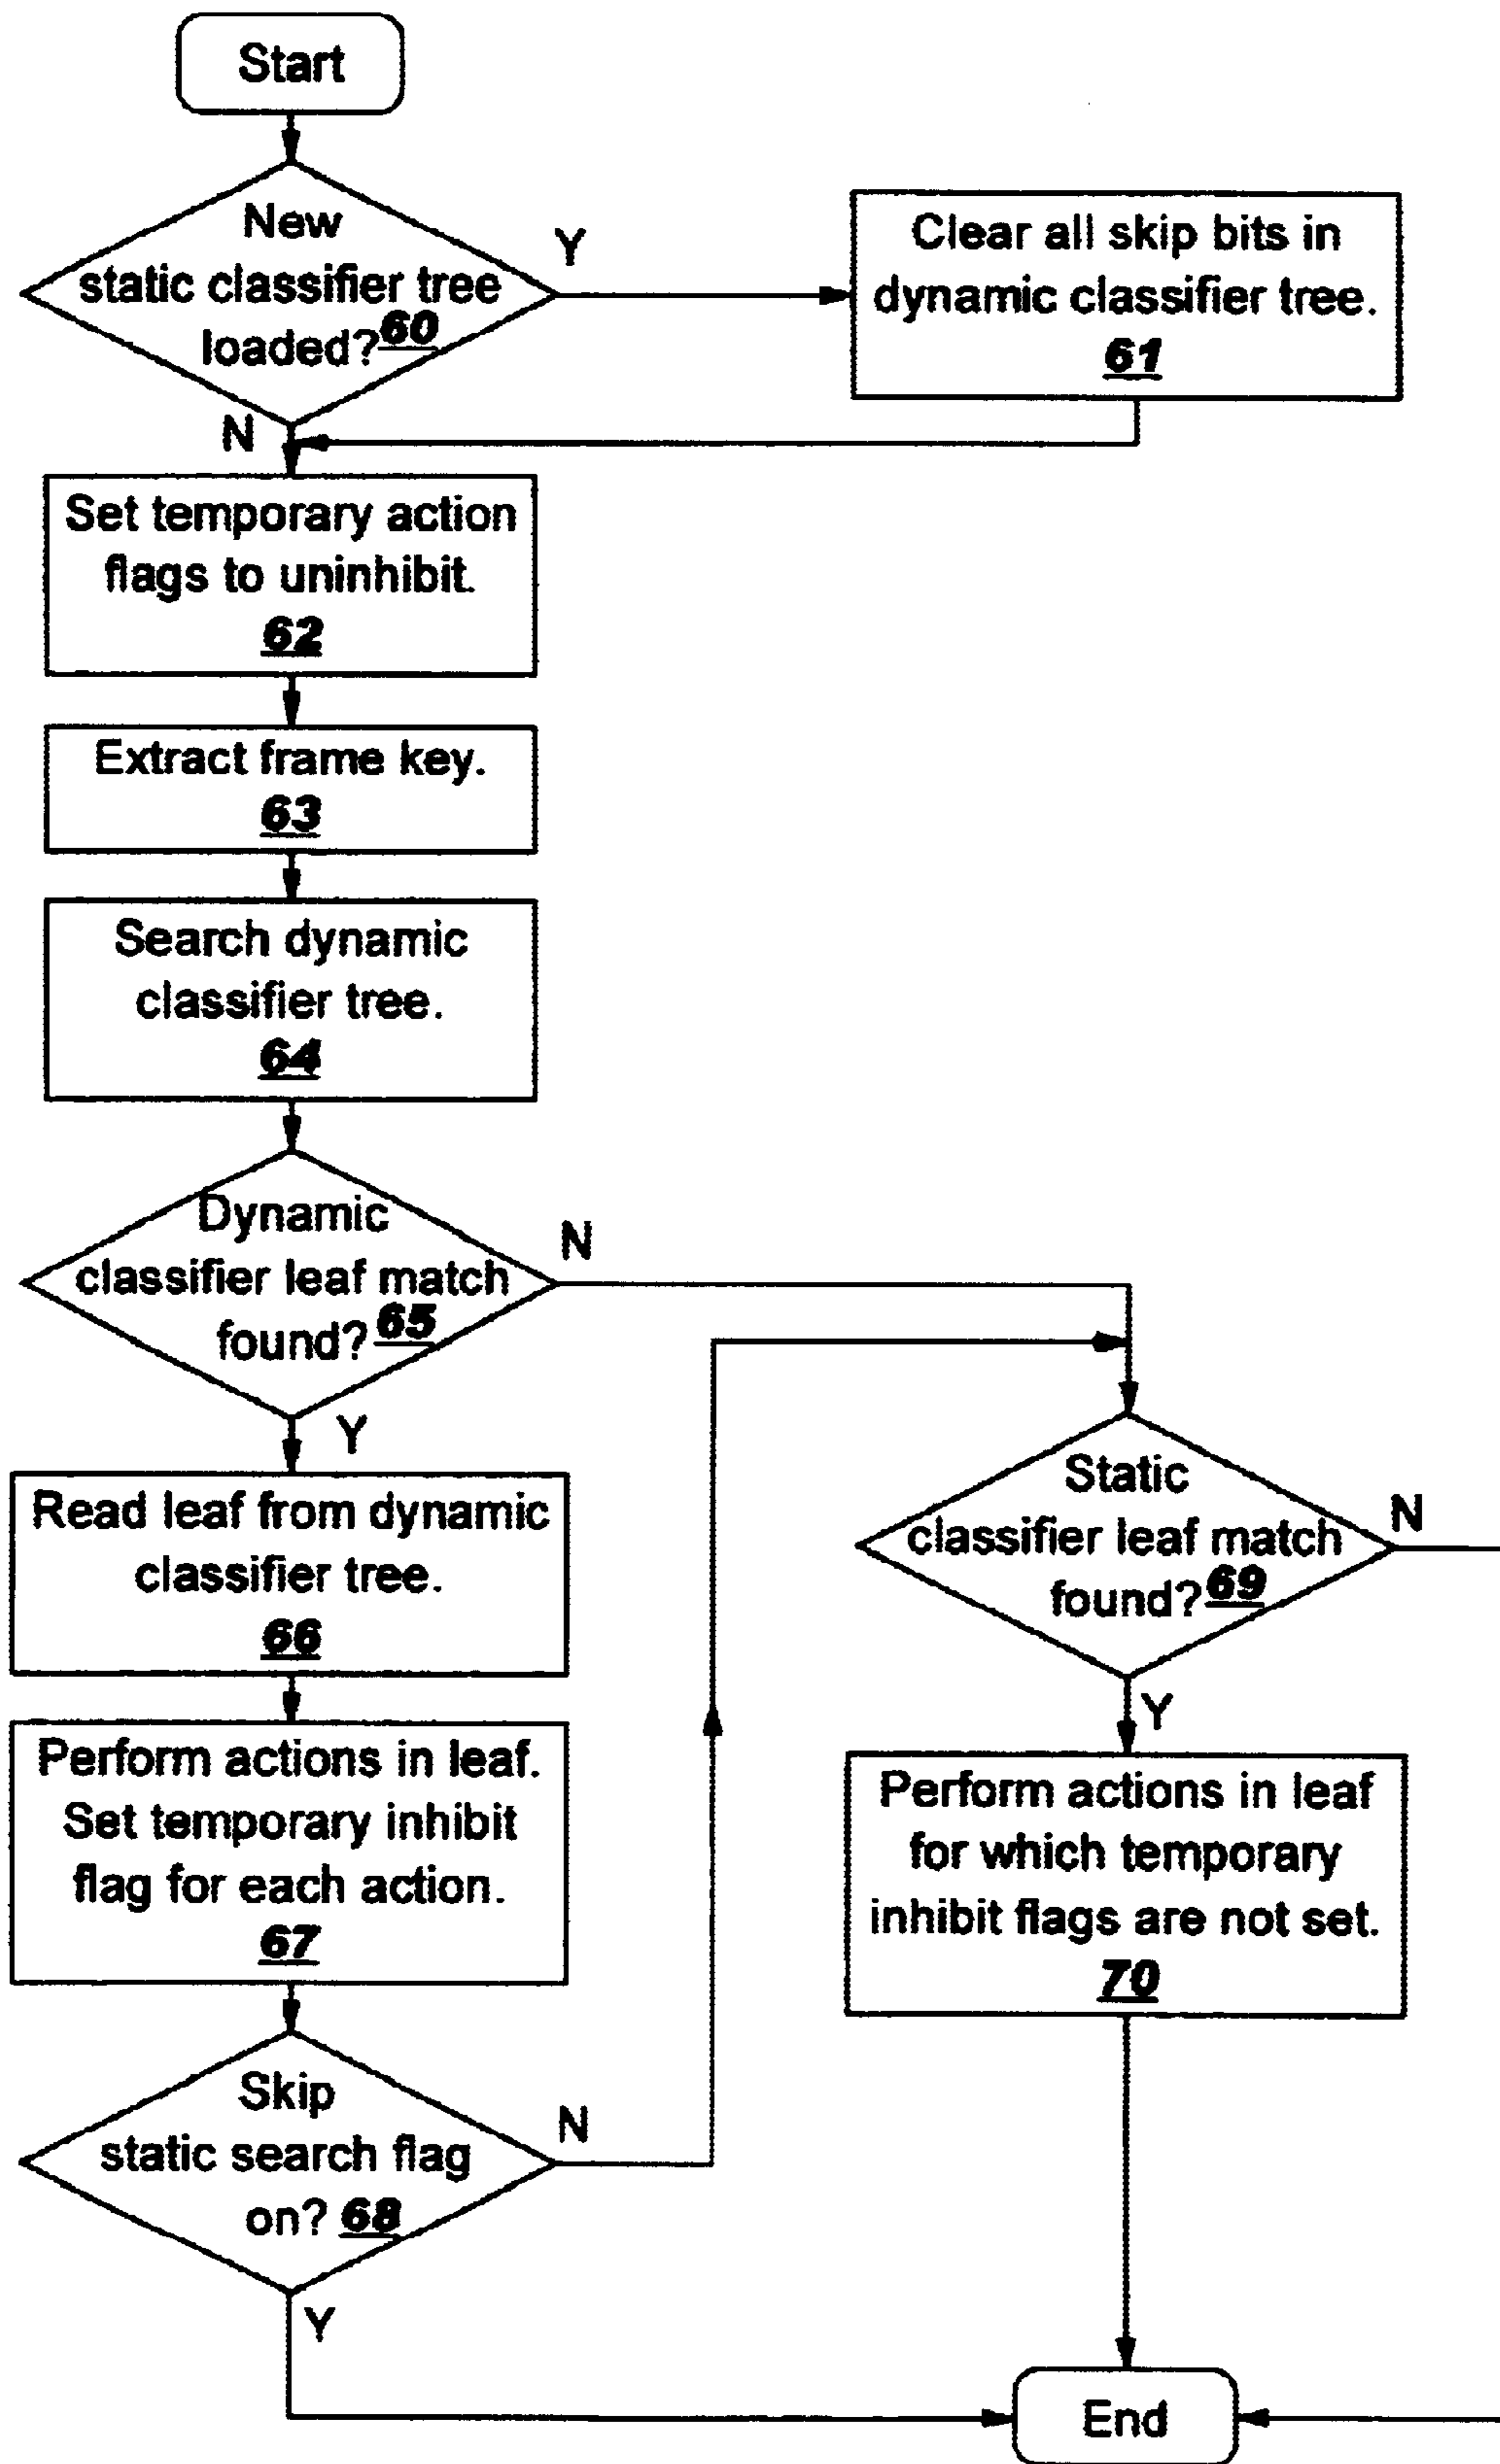 Start
New
static classifier tree
loaded? 60
Y
Clear all skip bits in
dynamic classifier tree.
61
N
Set temporary action
flags to uninhibit.
62
Extract frame key.
63
Search dynamic
classifier tree.
64
Dynamic
classifier leaf match
found? 65
N
Y
Read leaf from dynamic
classifier tree.
66
Perform actions in leaf.
Set temporary inhibit
flag for each action.
67
Skip
static search flag
on? 68
N
Y
Static
classifier leaf match
found? 69
N
Y
Perform actions in leaf
for which temporary
inhibit flags are not set.
70
End